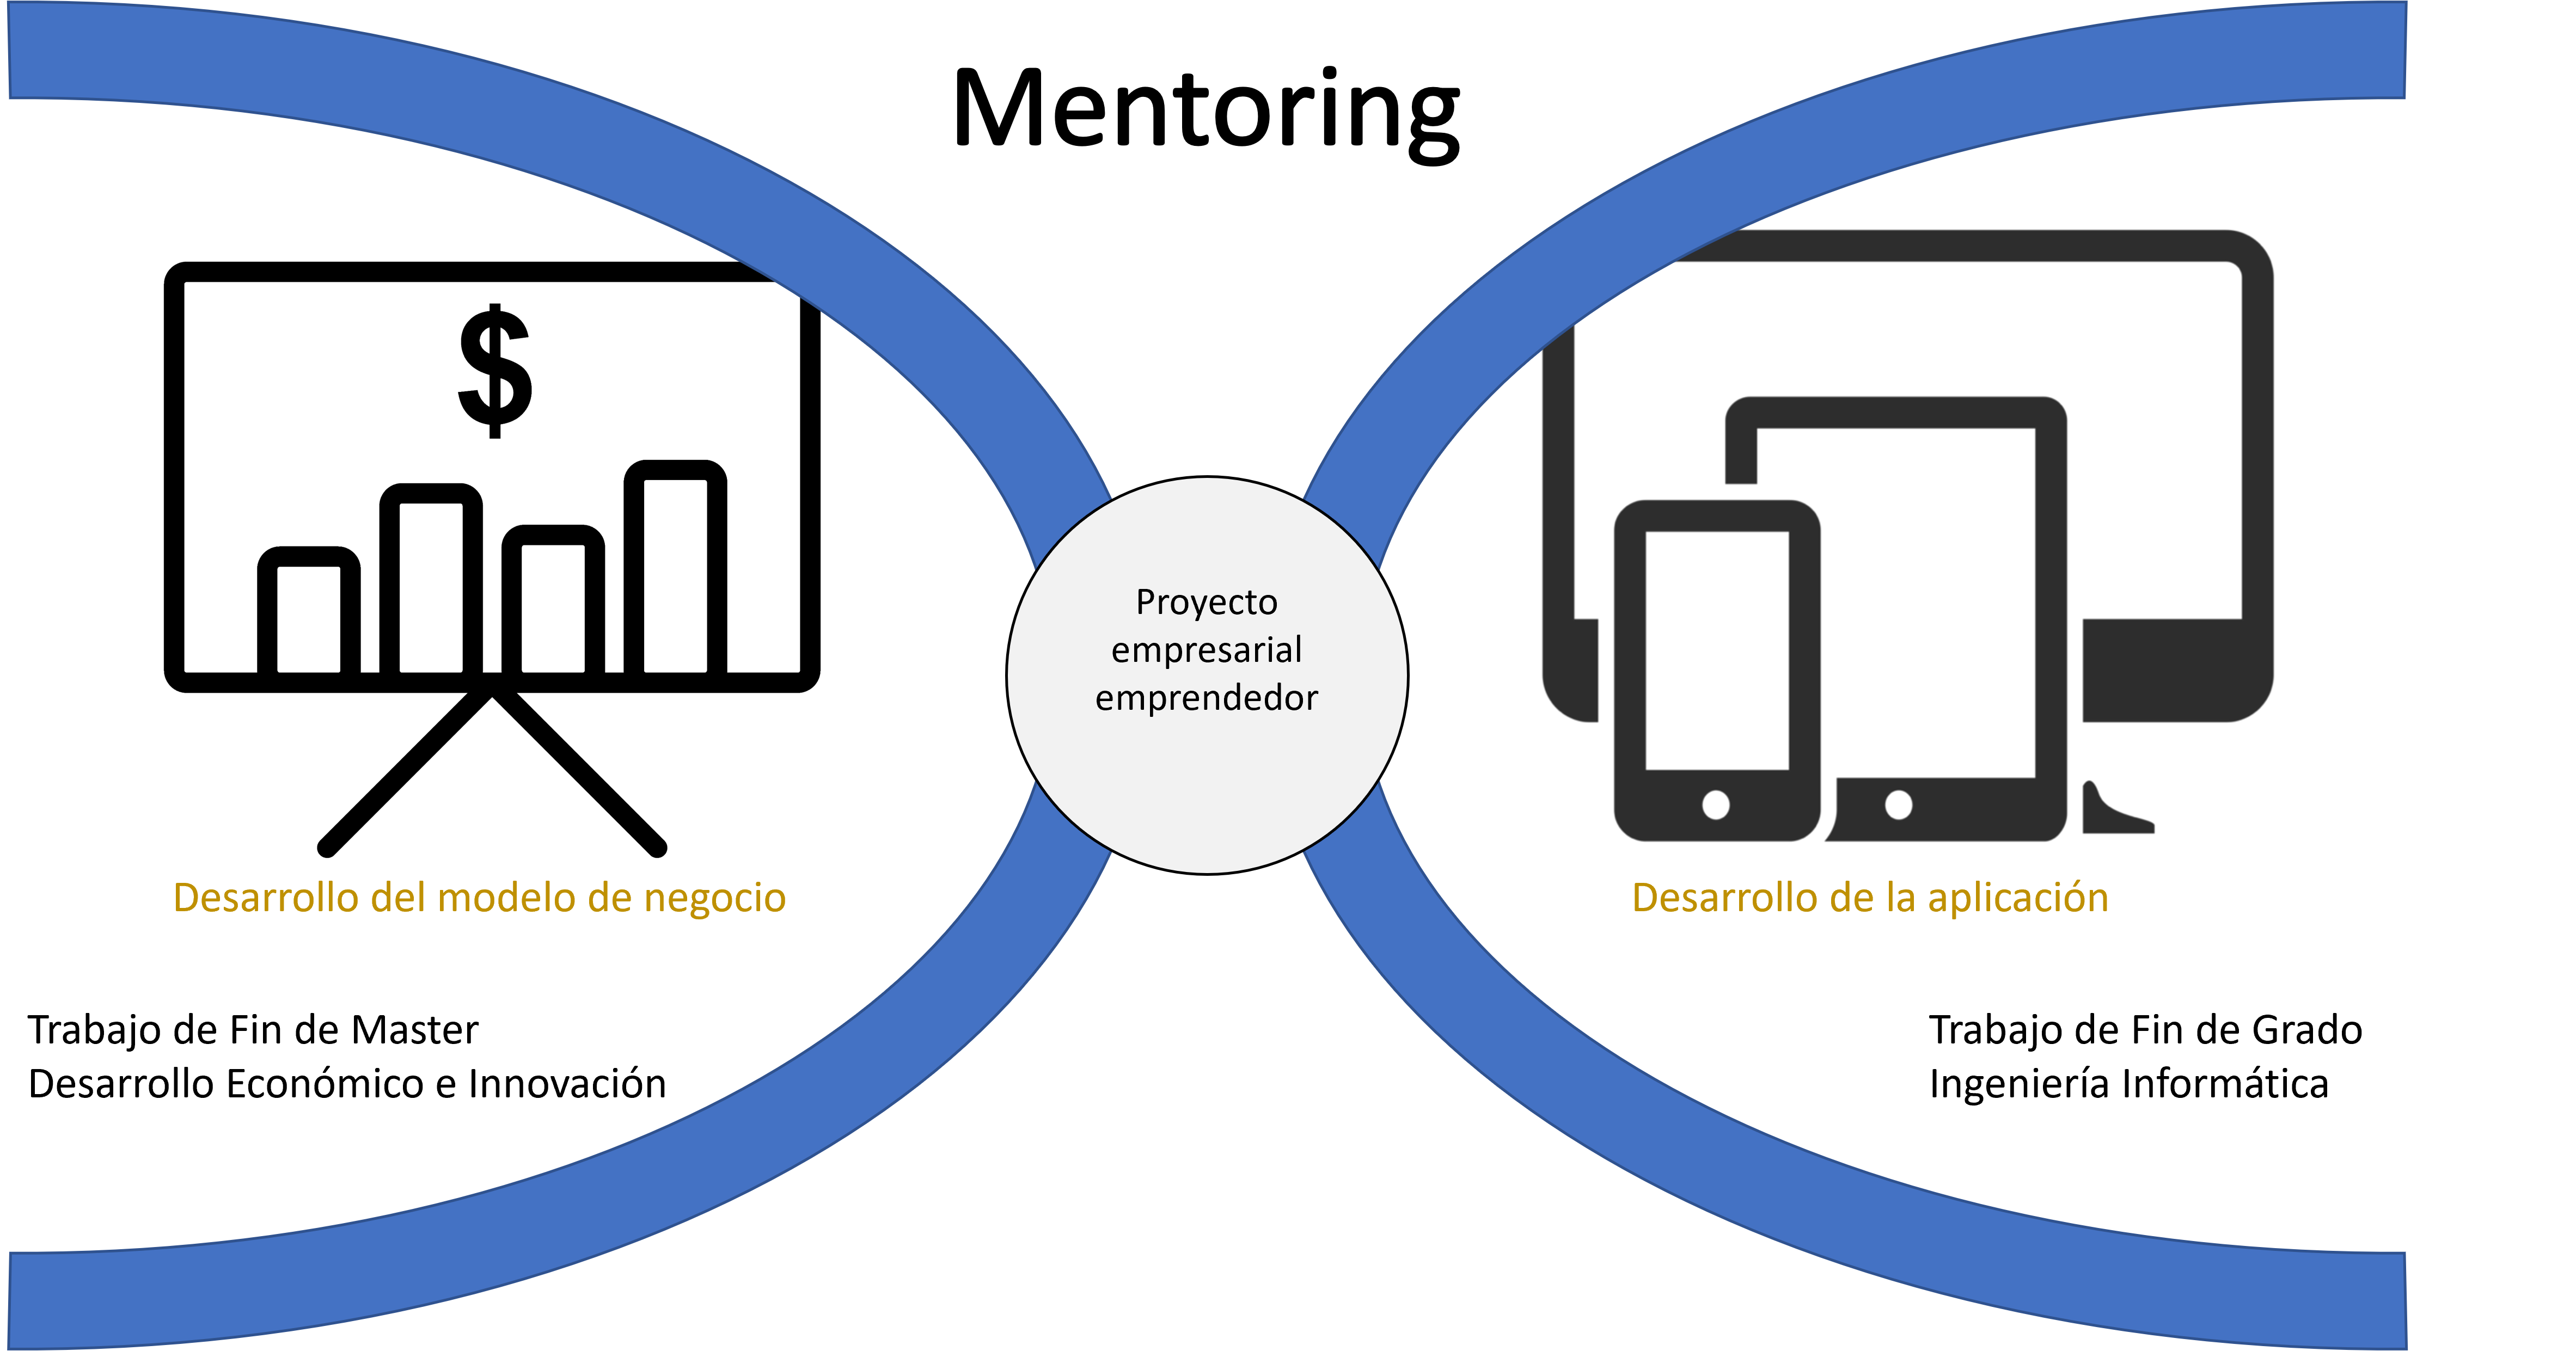 Mentoring
$
Proyecto
empresarial
emprendedor
Desarrollo del modelo de negocio
Desarrollo de la aplicación
Trabajo de Fin de Master
Desarrollo Económico e Innovación
Trabajo de Fin de Grado
Ingeniería Informática